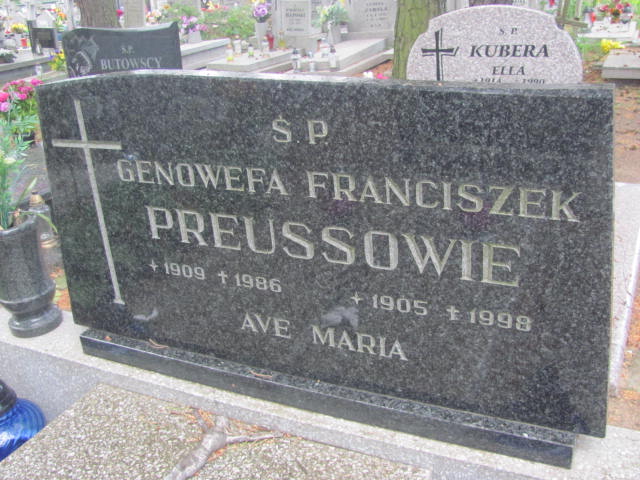 Ś.P.
BUTOWSCY
Ś.P.
KUBERA
ELLA
Ś.P.
GENOWEFA FRANCISZEK
PREUSSOWIE
+1909 +1986 +1905 ‡1998
AVE MARIA